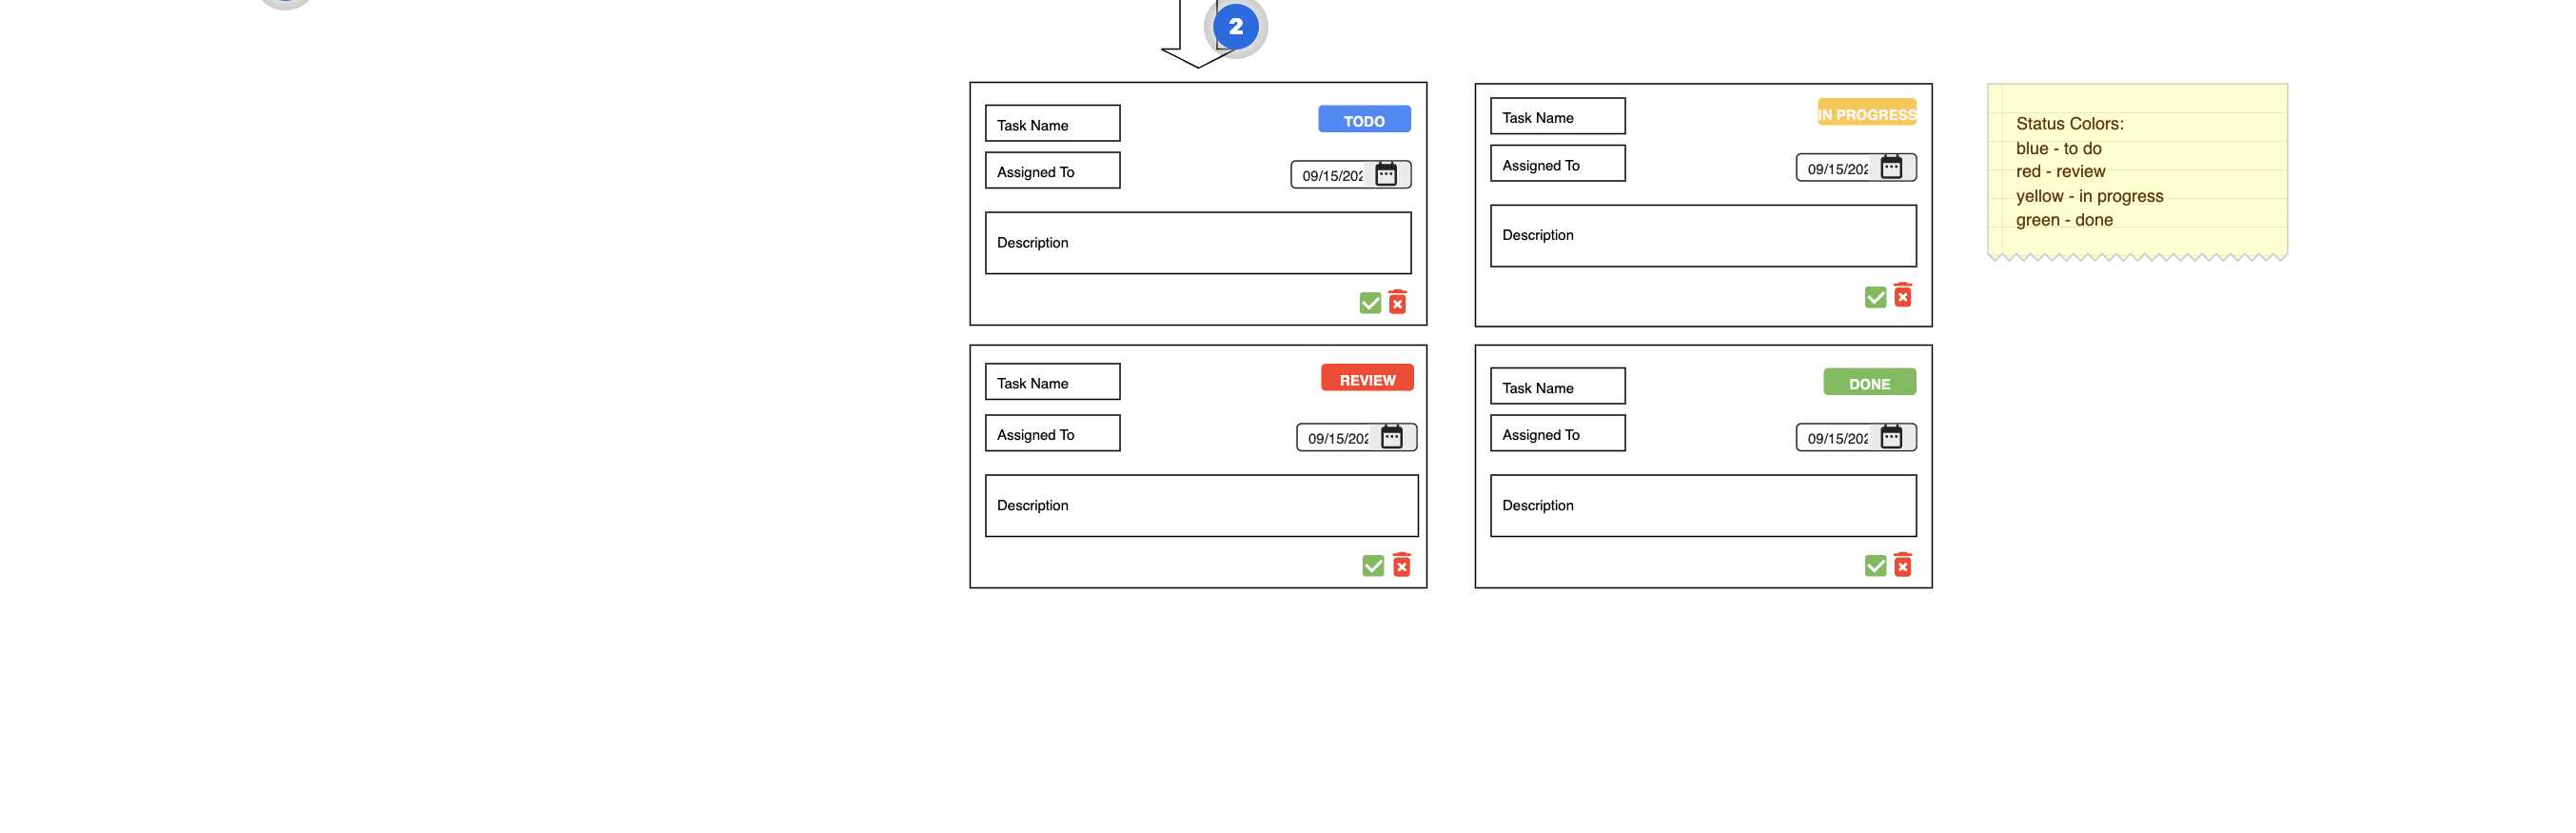 2
Task Name
TODO
Assigned To
09/15/202
Description
Task Name
IN PROGRESS
Assigned To
09/15/202
Description
Status Colors:
blue - to do
red - review
yellow - in progress
green - done
Task Name
REVIEW
Assigned To
09/15/202
Description
Task Name
DONE
Assigned To
09/15/202
Description